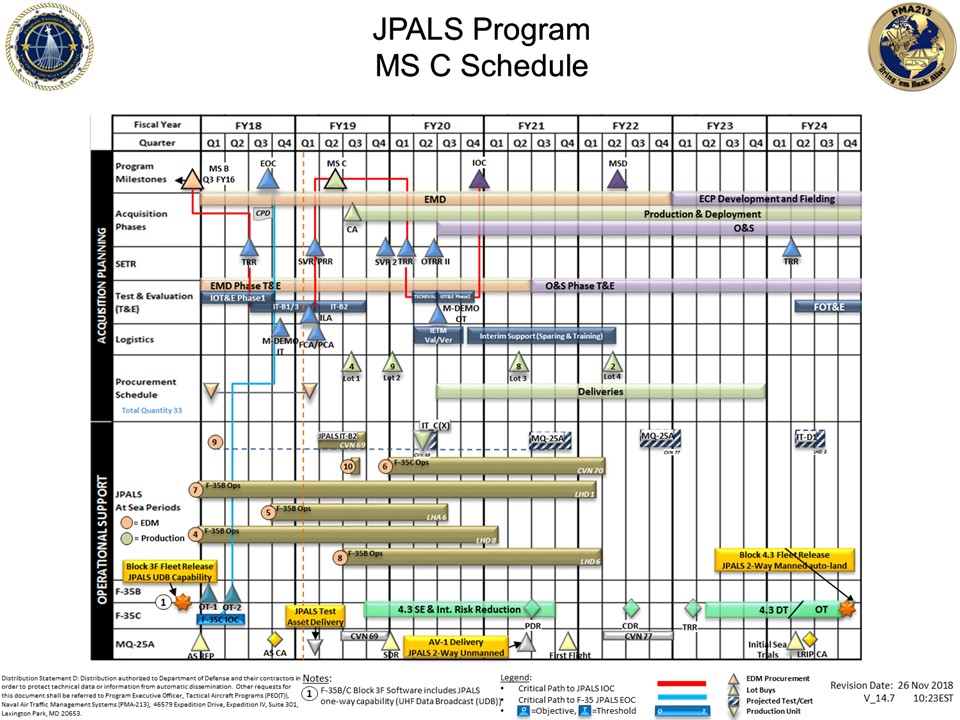 JPALS Program
MS C Schedule
PMA213
"Bring 'em Back Alive"
Fiscal Year FY18 FY19 FY20 FY21 FY22 FY23 FY24
Quarter Q1 Q2 Q3 Q4 Q1 Q2 Q3 Q4 Q1 Q2 Q3 Q4 Q1 Q2 Q3 Q4 Q1 Q2 Q3 Q4 Q1 Q2 Q3 Q4 Q1 Q2 Q3 Q4
ACQUISITION PLANNING
Program
Milestones
MS B
Q3 FY16
EOC
MS C
IOC
MSD
EMD
ECP Development and Fielding
Acquisition
Phases
CPD
CA
Production & Deployment
O&S
SETR
TRR
SVR/PRR
SVR 2
TRR
OTRR II
TRR
EMD Phase T&E
O&S Phase T&E
Test & Evaluation
(T&E)
IOT&E Phase1
IT-B1/3
IT-B2
TECHEVAL
IOT&E Phase2
FOT&E
ILA
M-DEMO
OT
Logistics
M-DEMO
IT
FCA/PCA
IETM
Val/Ver
Interim Support (Sparing & Training)
4
Lot 1
9
Lot 2
8
Lot 3
2
Lot 4
Procurement
Schedule
Total Quantity 33
Deliveries
OPERATIONAL SUPPORT
9
JPALS IT-B2
CVN 69
IT_C(X)
MQ-25A
MQ-25A
CVN 77
IT-D1
LHD 3
10
6
F-35C Ops
CVN 70
JPALS
At Sea Periods
= EDM
= Production
7
F-35B Ops
LHD 1
5
F-35B Ops
LHA 6
4
F-35B Ops
LHD 8
8
F-35B Ops
LHD 6
Block 3F Fleet Release
JPALS UDB Capability
Block 4.3 Fleet Release
JPALS 2-Way Manned auto-land
F-35B
1
OT-1
OT-2
F-35C
F-35C IOC
JPALS Test
Asset Delivery
4.3 SE & Int. Risk Reduction
PDR
CDR
TRR
4.3 DT / OT
MQ-25A
AS RFP
AS CA
CVN 69
SDR
AV-1 Delivery
JPALS 2-Way Unmanned
First Flight
CVN 77
Initial Sea
Trials
LRIP CA
Distribution Statement D: Distribution authorized to Department of Defense and their contractors in
order to protect technical data or information from automatic dissemination. Other requests for
this document shall be referred to Program Executive Officer, Tactical Aircraft Programs (PEO(T)),
Naval Air Traffic Management Systems (PMA-213), 46579 Expedition Drive, Expedition IV, Suite 301,
Lexington Park, MD 20653.
Notes:
1 F-35B/C Block 3F Software includes JPALS
one-way capability (UHF Data Broadcast (UDB))
Legend:
• Critical Path to JPALS IOC
• Critical Path to F-35 JPALS EOC
• O =Objective, T =Threshold
EDM Procurement
Lot Buys
Projected Test/Cert
Production Unit
Revision Date: 26 Nov 2018
V_14.7 10:23EST